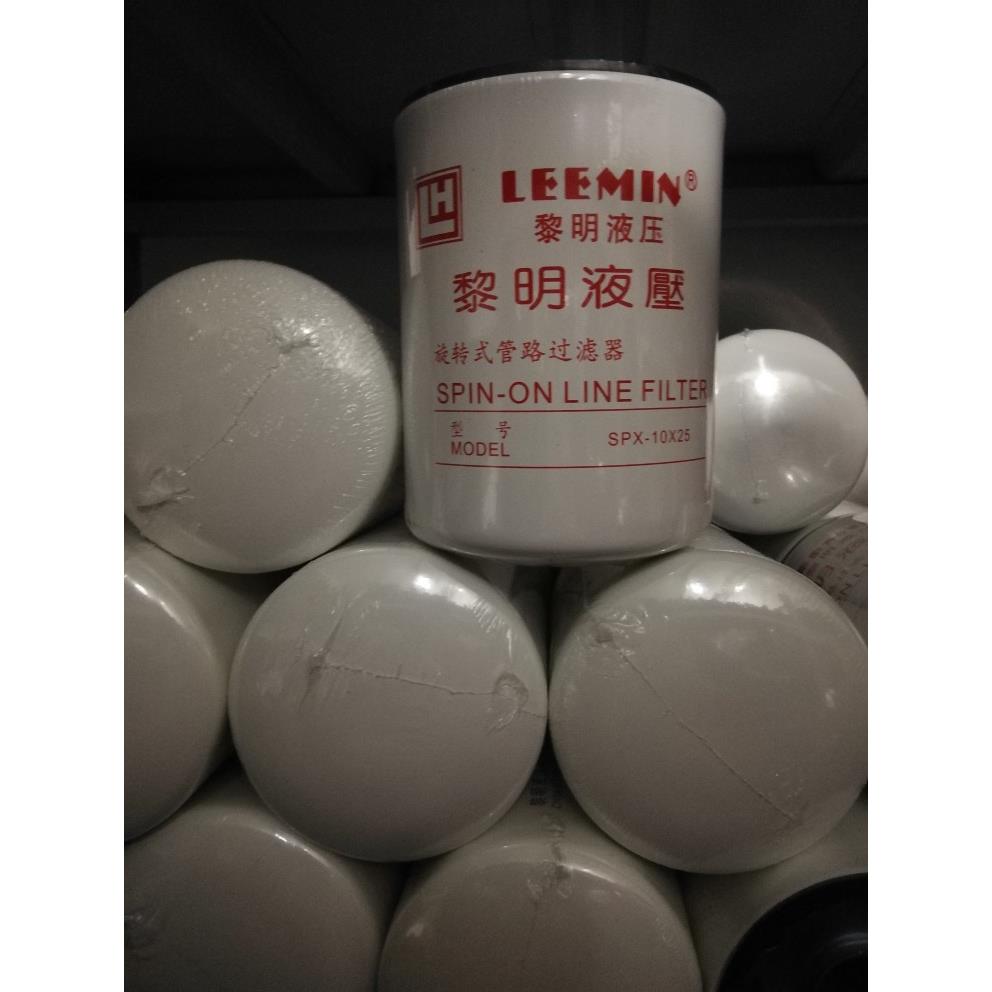 LH
LEEMIN®
黎明液压
黎明液壓
旋转式管路过滤器
SPIN-ON LINE FILTER
型 号
MODEL
SPX-10X25